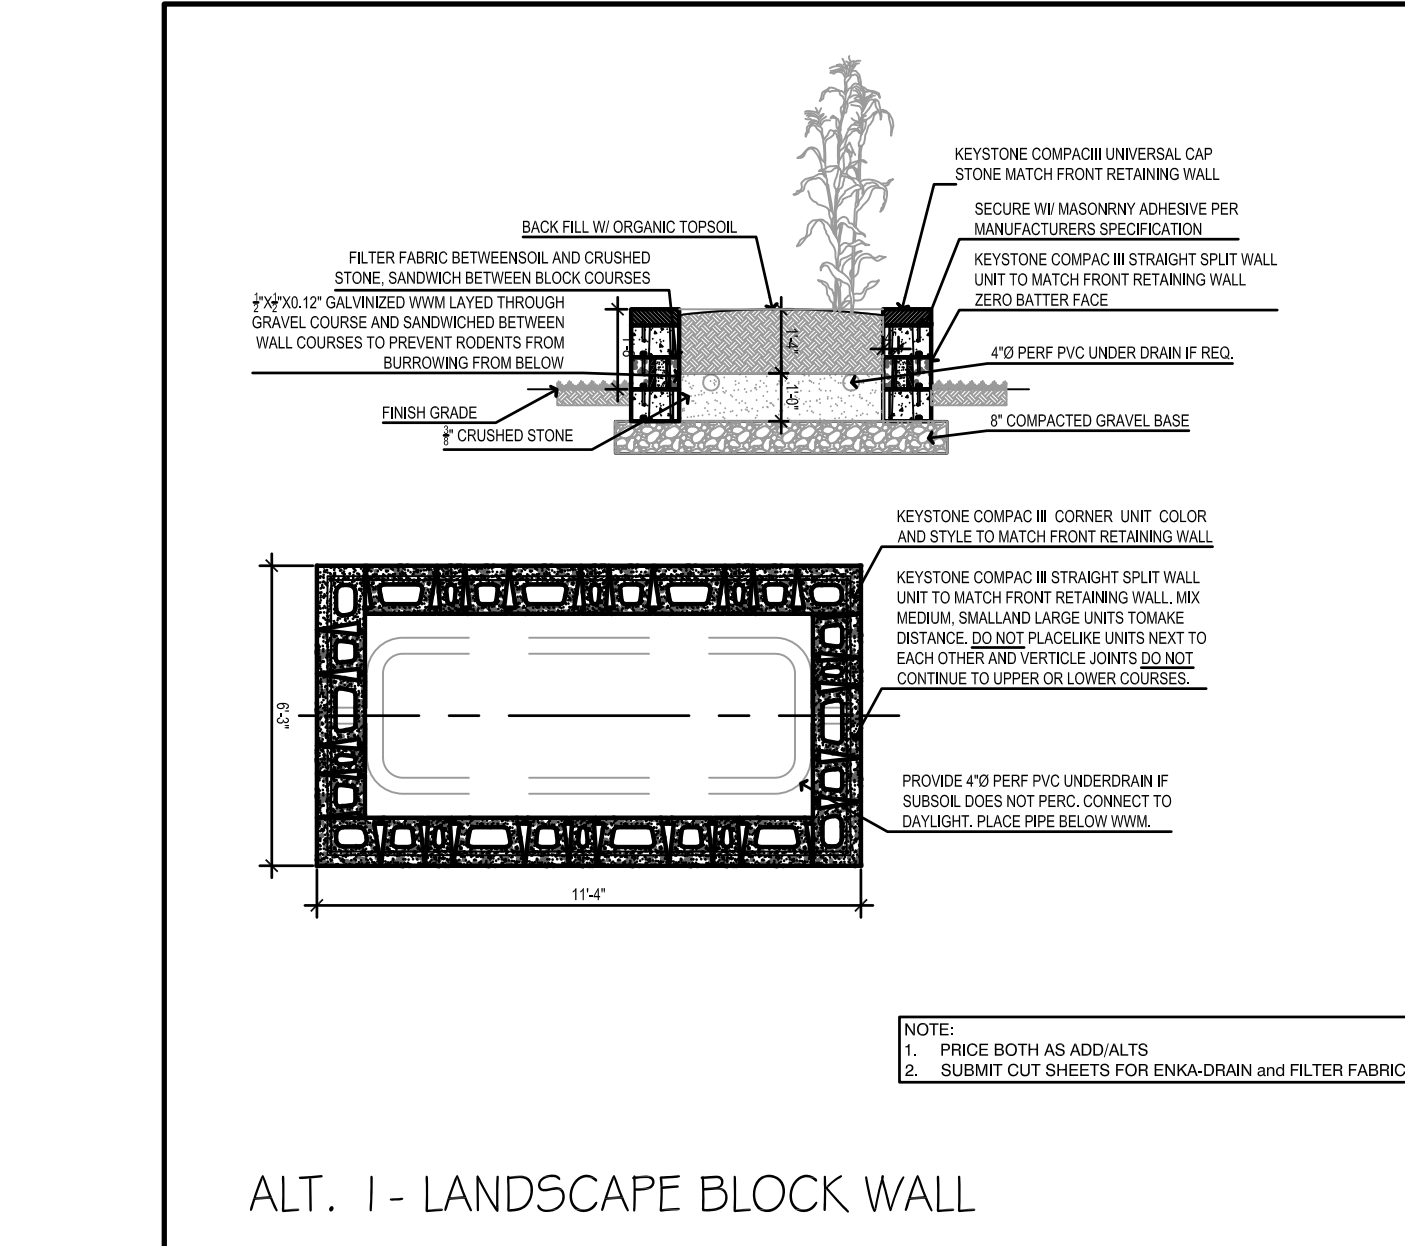 KEYSTONE COMPACIII UNIVERSAL CAP
STONE MATCH FRONT RETAINING WALL
SECURE W/ MASONRNY ADHESIVE PER
MANUFACTURERS SPECIFICATION
BACK FILL W/ ORGANIC TOPSOIL
FILTER FABRIC BETWEENSOIL AND CRUSHED
STONE, SANDWICH BETWEEN BLOCK COURSES
KEYSTONE COMPAC III STRAIGHT SPLIT WALL
UNIT TO MATCH FRONT RETAINING WALL
ZERO BATTER FACE
1/2"X1/2"X0.12" GALVINIZED WWM LAYED THROUGH
GRAVEL COURSE AND SANDWICHED BETWEEN
WALL COURSES TO PREVENT RODENTS FROM
BURROWING FROM BELOW
1'-4"
4"Ø PERF PVC UNDER DRAIN IF REQ.
1'-0"
FINISH GRADE
3/8" CRUSHED STONE
8" COMPACTED GRAVEL BASE
KEYSTONE COMPAC III CORNER UNIT COLOR
AND STYLE TO MATCH FRONT RETAINING WALL
KEYSTONE COMPAC III STRAIGHT SPLIT WALL
UNIT TO MATCH FRONT RETAINING WALL. MIX
MEDIUM, SMALLAND LARGE UNITS TOMAKE
DISTANCE. DO NOT PLACELIKE UNITS NEXT TO
EACH OTHER AND VERTICLE JOINTS DO NOT
CONTINUE TO UPPER OR LOWER COURSES.
6'-3"
PROVIDE 4"Ø PERF PVC UNDERDRAIN IF
SUBSOIL DOES NOT PERC. CONNECT TO
DAYLIGHT. PLACE PIPE BELOW WWM.
11'-4"
NOTE:
1. PRICE BOTH AS ADD/ALTS
2. SUBMIT CUT SHEETS FOR ENKA-DRAIN and FILTER FABRIC
ALT. 1 - LANDSCAPE BLOCK WALL